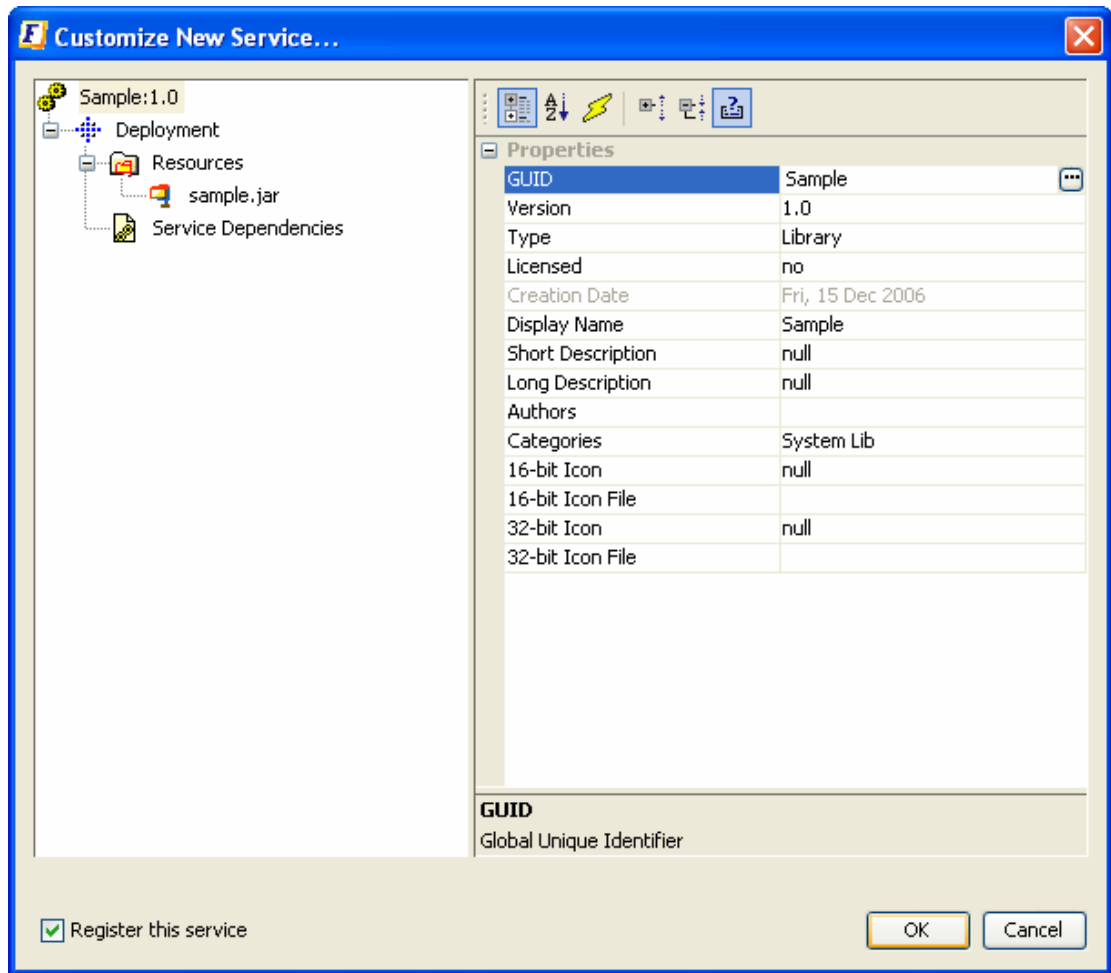 Customize New Service...
Sample:1.0
Deployment
Resources
sample.jar
Service Dependencies
Properties
GUID Sample
Version 1.0
Type Library
Licensed no
Creation Date Fri, 15 Dec 2006
Display Name Sample
Short Description null
Long Description null
Authors
Categories System Lib
16-bit Icon null
16-bit Icon File
32-bit Icon null
32-bit Icon File
GUID
Global Unique Identifier
Register this service
OK Cancel